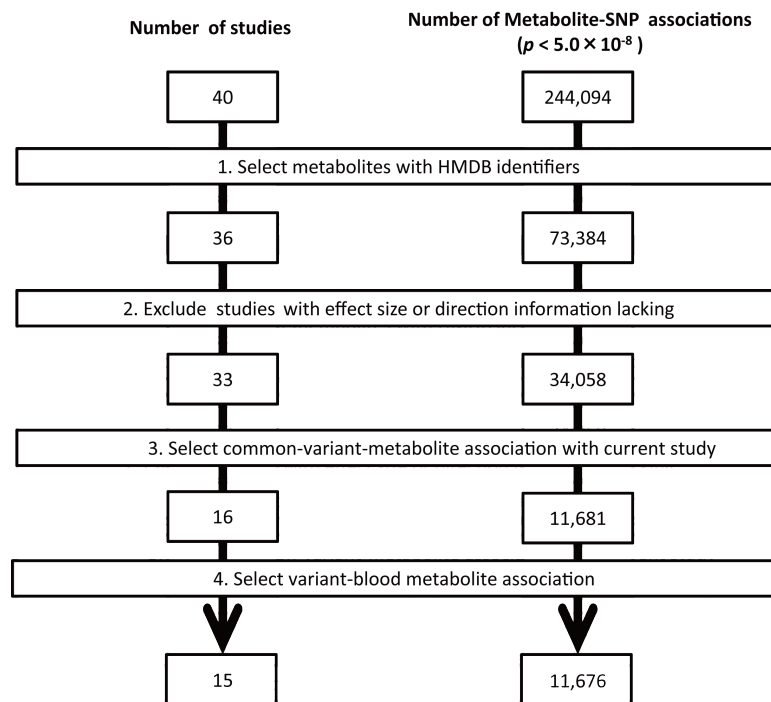 Number of studies
Number of Metabolite-SNP associations
(p < 5.0 × 10-8 )
40
244,094
1. Select metabolites with HMDB identifiers
36
73,384
2. Exclude studies with effect size or direction information lacking
33
34,058
3. Select common-variant-metabolite association with current study
16
11,681
4. Select variant-blood metabolite association
15
11,676